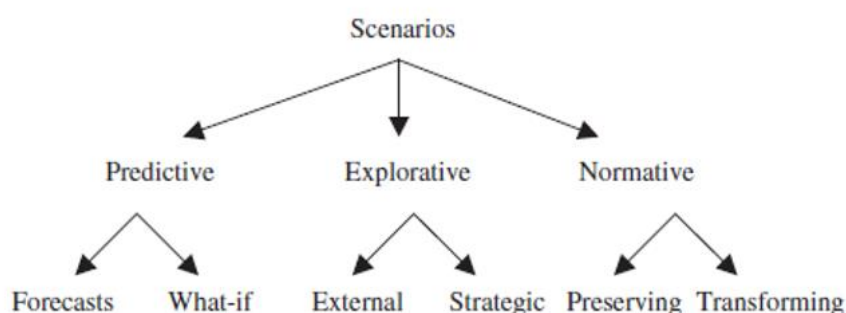 Scenarios
Predictive Explorative Normative
Forecasts What-if External Strategic Preserving Transforming